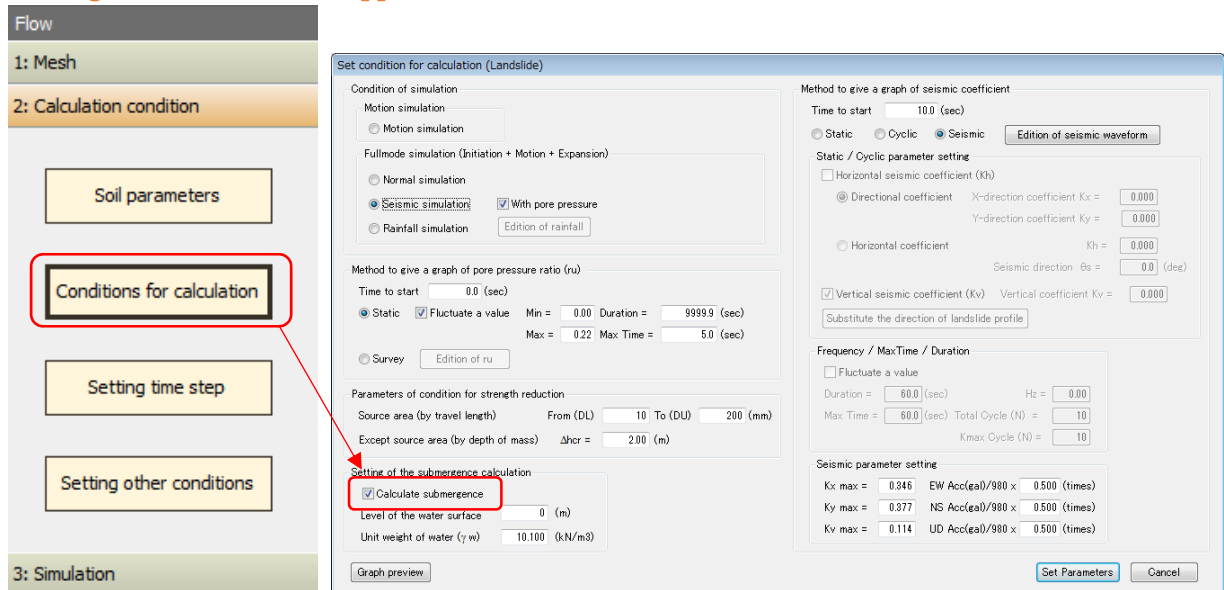 Flow
1: Mesh
2: Calculation condition
Soil parameters
Conditions for calculation
Setting time step
Setting other conditions
3: Simulation
Set condition for calculation (Landslide)
Condition of simulation
Motion simulation
Motion simulation
Fullmode simulation (Initiation + Motion + Expansion)
Normal simulation
Seismic simulation With pore pressure
Rainfall simulation Edition of rainfall
Method to give a graph of pore pressure ratio (ru)
Time to start 0.0 (sec)
Static Fluctuate a value Min = 0.00 Duration = 9999.9 (sec)
Max = 0.22 Max Time = 5.0 (sec)
Survey Edition of ru
Parameters of condition for strength reduction
Source area (by travel length) From (DL) 10 To (DU) 200 (mm)
Except source area (by depth of mass) Δhcr = 2.00 (m)
Setting of the submergence calculation
Calculate submergence
Level of the water surface 0 (m)
Unit weight of water (γw) 10.100 (kN/m3)
Graph preview
Method to give a graph of seismic coefficient
Time to start 10.0 (sec)
Static Cyclic Seismic Edition of seismic waveform
Static / Cyclic parameter setting
Horizontal seismic coefficient (Kh)
Directional coefficient X-direction coefficient Kx = 0.000
Y-direction coefficient Ky = 0.000
Horizontal coefficient Kh = 0.000
Seismic direction θs = 0.0 (deg)
Vertical seismic coefficient (Kv) Vertical coefficient Kv = 0.000
Substitute the direction of landslide profile
Frequency / MaxTime / Duration
Fluctuate a value
Duration = 60.0 (sec) Hz = 0.00
Max Time = 60.0 (sec) Total Cycle (N) = 10
Kmax Cycle (N) = 10
Seismic parameter setting
Kx max = 0.346 EW Acc(gal)/980 x 0.500 (times)
Ky max = 0.377 NS Acc(gal)/980 x 0.500 (times)
Kv max = 0.114 UD Acc(gal)/980 x 0.500 (times)
Set Parameters Cancel